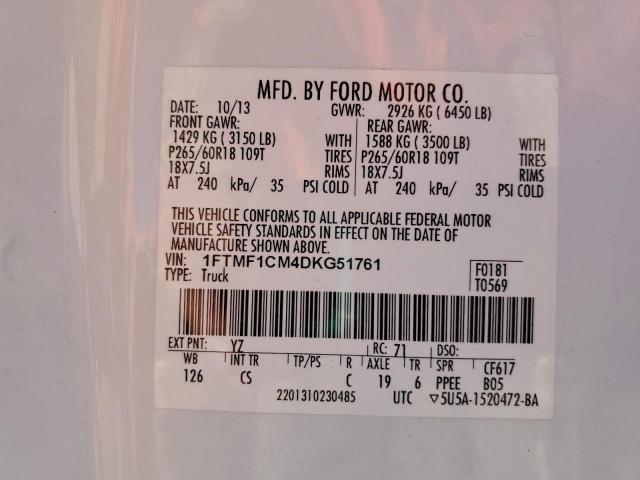 MFD. BY FORD MOTOR CO.
DATE: 10/13 GVWR: 2926 KG ( 6450 LB)
FRONT GAWR: REAR GAWR:
1429 KG ( 3150 LB) WITH 1588 KG ( 3500 LB) WITH
P265/60R18 109T TIRES P265/60R18 109T TIRES
18X7.5J RIMS 18X7.5J RIMS
AT 240 kPa/ 35 PSI COLD AT 240 kPa/ 35 PSI COLD
THIS VEHICLE CONFORMS TO ALL APPLICABLE FEDERAL MOTOR
VEHICLE SAFETY STANDARDS IN EFFECT ON THE DATE OF
MANUFACTURE SHOWN ABOVE.
VIN: 1FTMF1CM4DKG51761
TYPE: Truck
F0181
T0569
EXT PNT: YZ RC: 71 DSO:
WB INT TR TP/PS R AXLE TR SPR CF617
126 CS C 19 6 PPEE B05
2201310230485 UTC ▽5U5A-1520472-BA